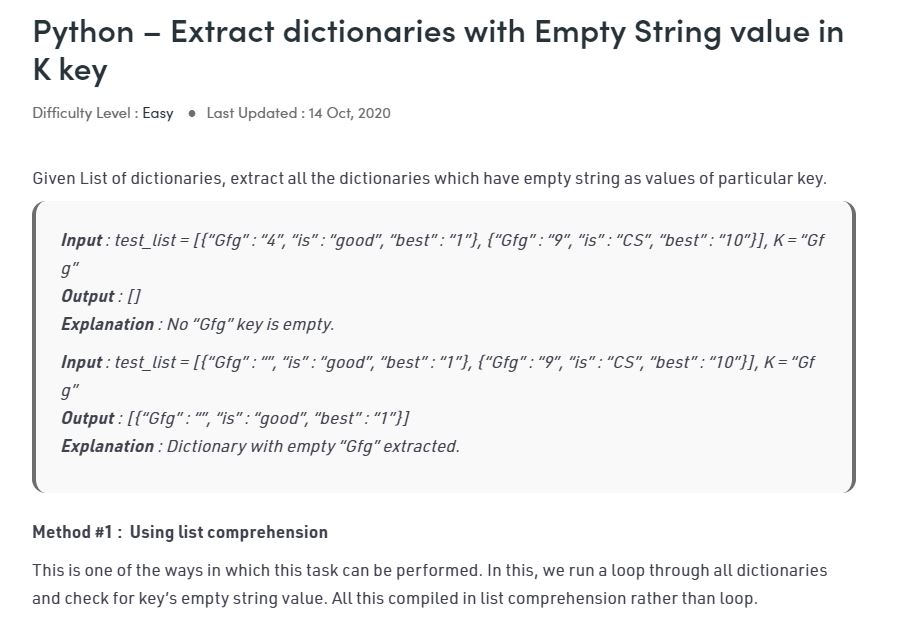 Python – Extract dictionaries with Empty String value in
K key
Difficulty Level : Easy ● Last Updated : 14 Oct, 2020
Given List of dictionaries, extract all the dictionaries which have empty string as values of particular key.
Input : test_list = [{“Gfg” : “4”, “is” : “good”, “best” : “1”}, {“Gfg” : “9”, “is” : “CS”, “best” : “10”}], K = “Gf
g”
Output : []
Explanation : No “Gfg” key is empty.
Input : test_list = [{“Gfg” : “”, “is” : “good”, “best” : “1”}, {“Gfg” : “9”, “is” : “CS”, “best” : “10”}], K = “Gf
g”
Output : [{“Gfg” : “”, “is” : “good”, “best” : “1”}]
Explanation : Dictionary with empty “Gfg” extracted.
Method #1 : Using list comprehension
This is one of the ways in which this task can be performed. In this, we run a loop through all dictionaries
and check for key’s empty string value. All this compiled in list comprehension rather than loop.